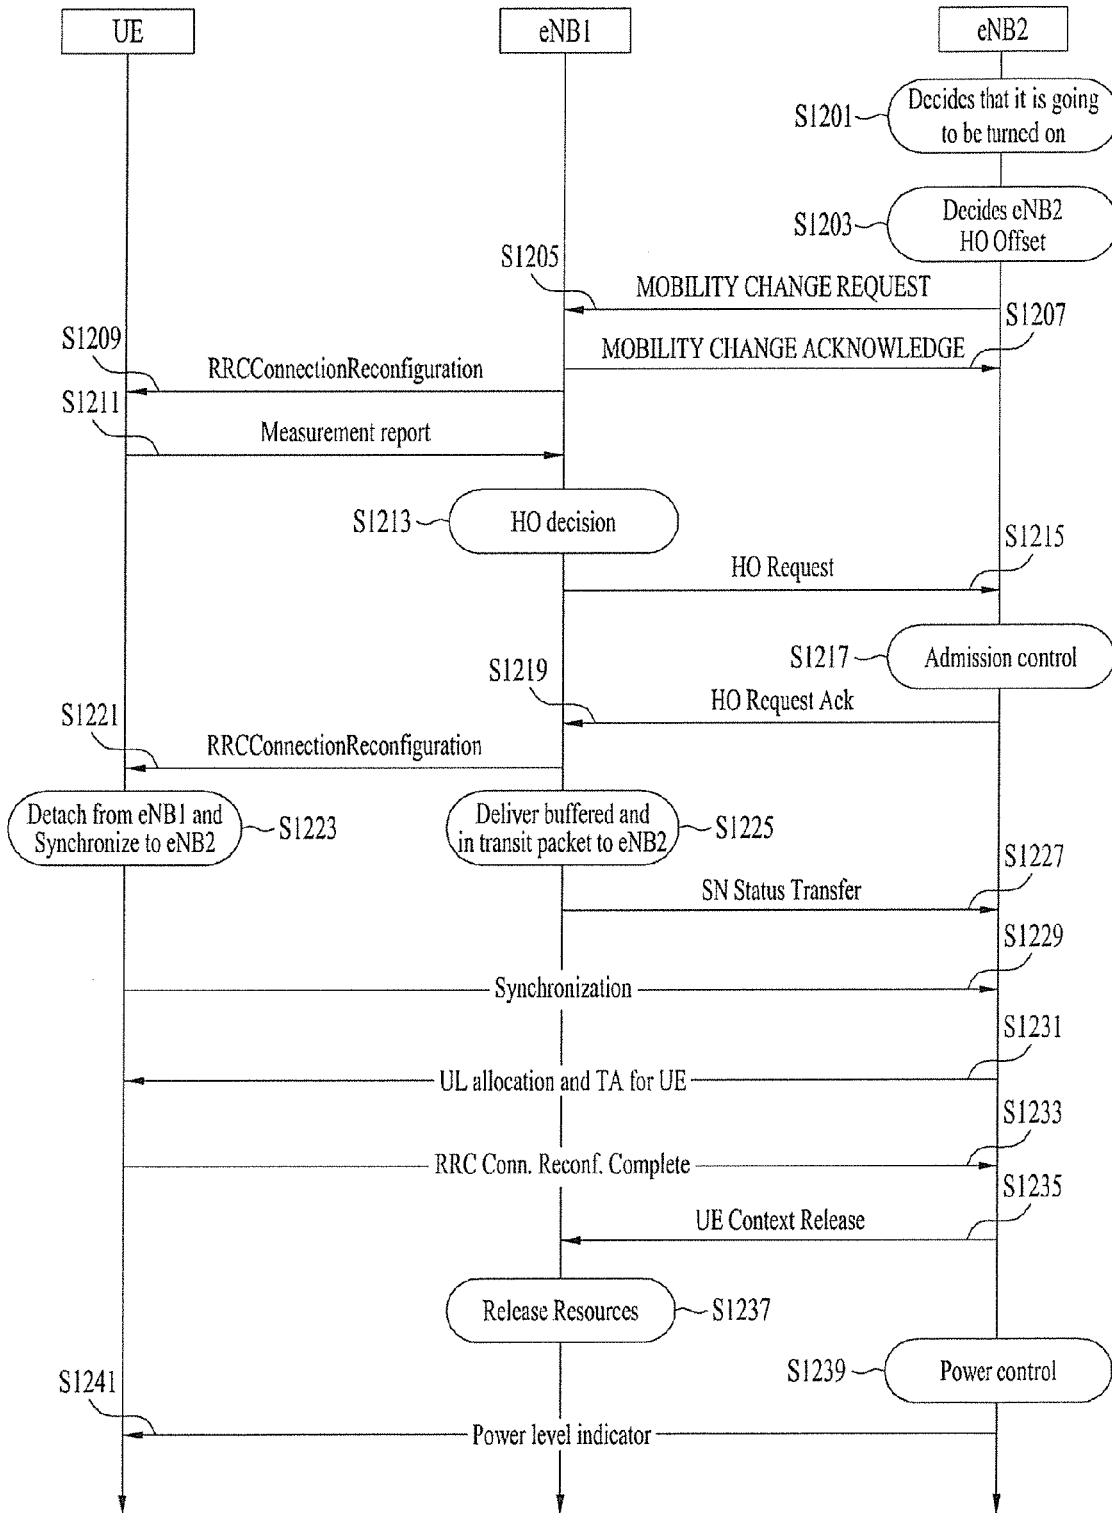 UE
eNB1
eNB2
S1201
Decides that it is going
to be turned on
S1203
Decides eNB2
HO Offset
S1205
MOBILITY CHANGE REQUEST
S1207
MOBILITY CHANGE ACKNOWLEDGE
S1209
RRCConnectionReconfiguration
S1211
Measurement report
S1213
HO decision
S1215
HO Request
S1217
Admission control
S1219
HO Request Ack
S1221
RRCConnectionReconfiguration
Detach from eNB1 and
Synchronize to eNB2
S1223
Deliver buffered and
in transit packet to eNB2
S1225
S1227
SN Status Transfer
S1229
Synchronization
S1231
UL allocation and TA for UE
S1233
RRC Conn. Reconf. Complete
S1235
UE Context Release
Release Resources
S1237
S1239
Power control
S1241
Power level indicator